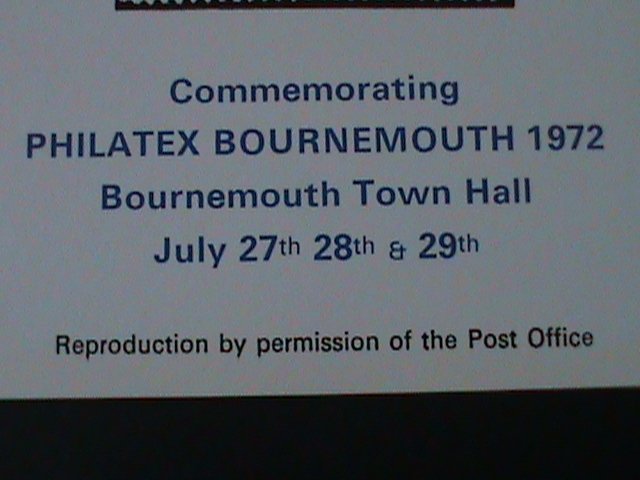 Commemorating
PHILATEX BOURNEMOUTH 1972
Bournemouth Town Hall
July 27th 28th & 29th
Reproduction by permission of the Post Office